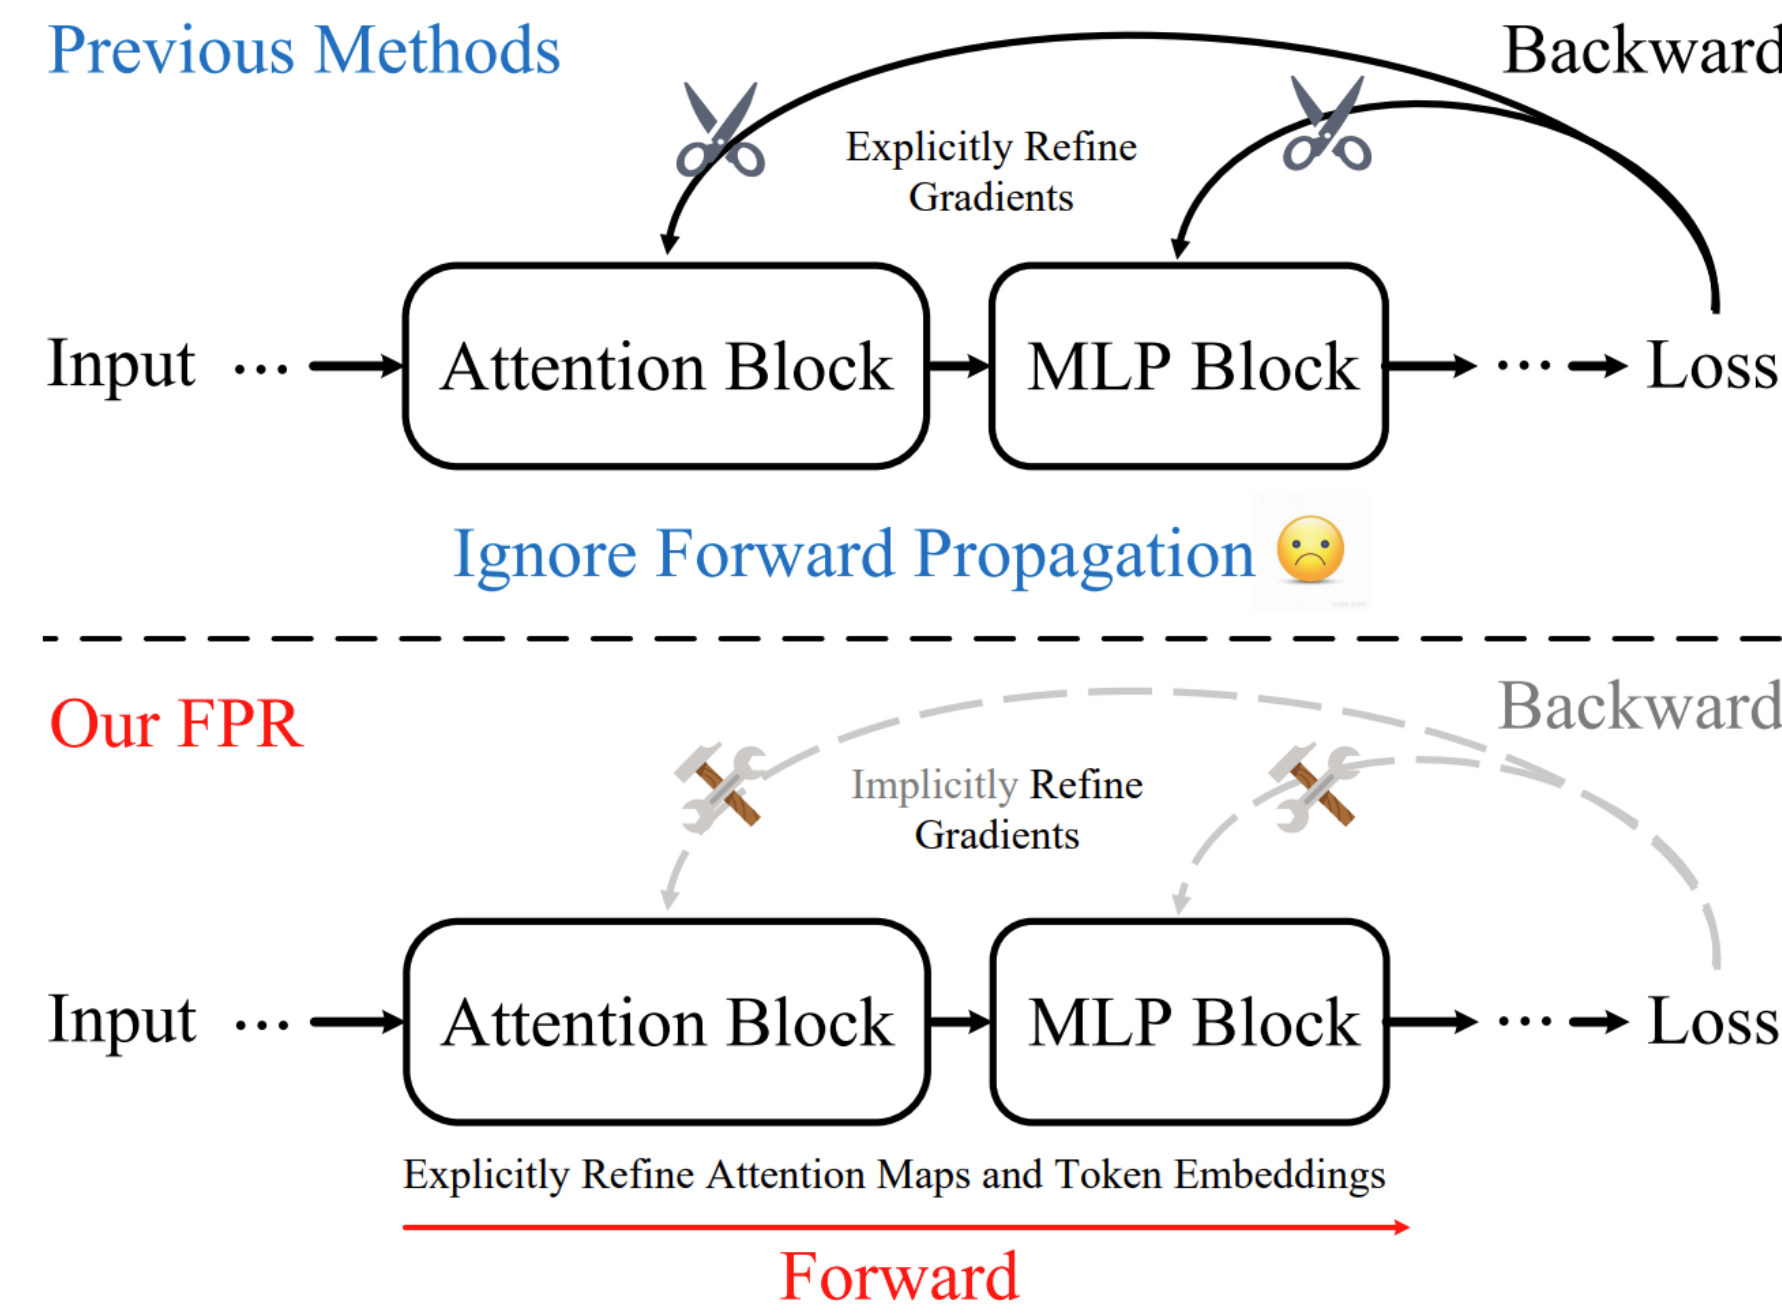 Previous Methods
Backward
Explicitly Refine
Gradients
Input ... Attention Block MLP Block ... Loss
Ignore Forward Propagation
Our FPR
Backward
Implicitly Refine
Gradients
Input ... Attention Block MLP Block ... Loss
Explicitly Refine Attention Maps and Token Embeddings
Forward